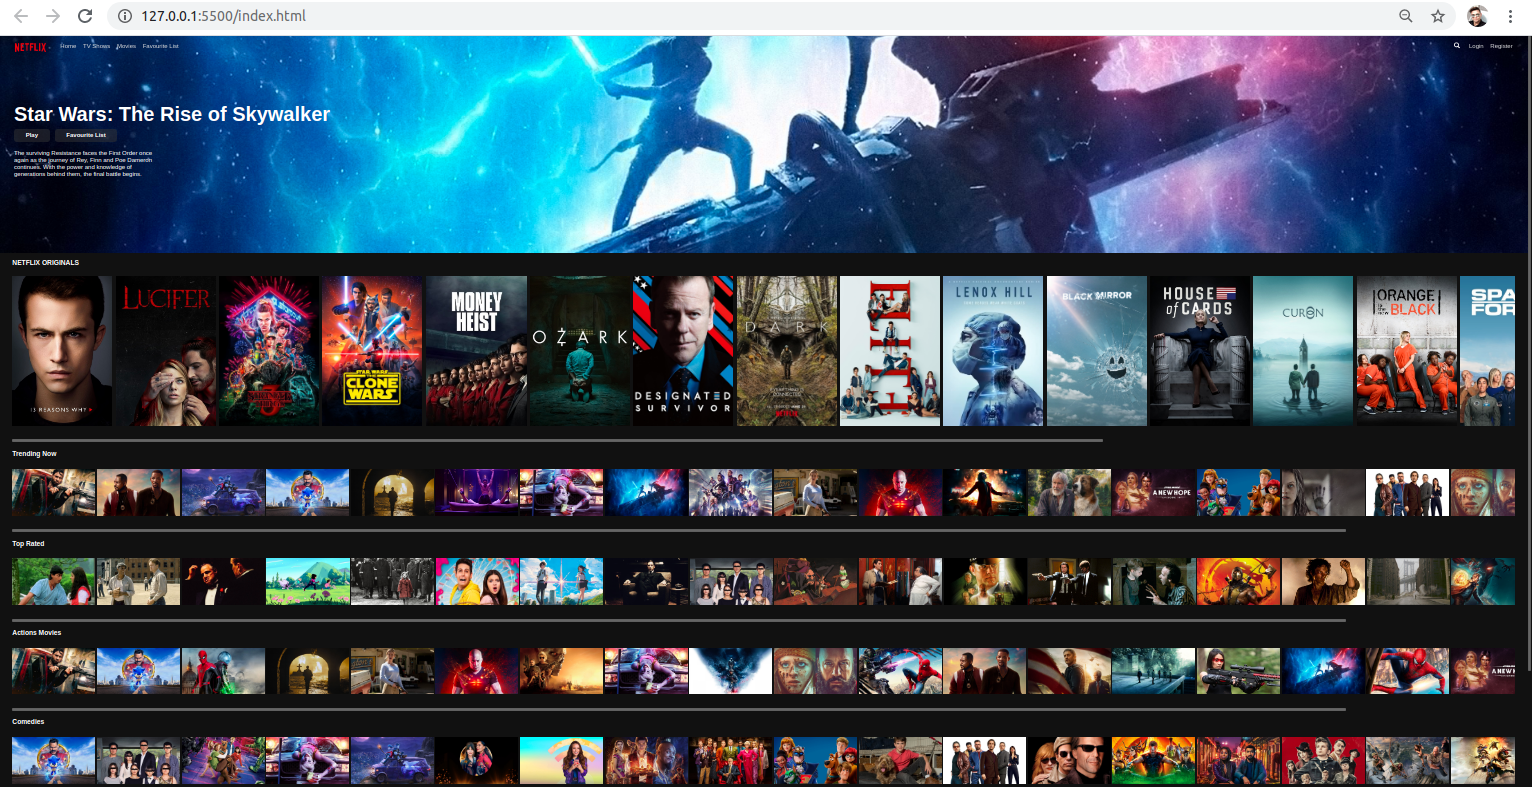 127.0.0.1:5500/index.html
NETFLIX
Home TV Shows Movies Favourite List
Login Register
Star Wars: The Rise of Skywalker
Play Favourite List
The surviving Resistance faces the First Order once
again as the journey of Rey, Finn and Poe Dameron
continues. With the power and knowledge of
generations behind them, the final battle begins.
NETFLIX ORIGINALS
13 REASONS WHY
LUCIFER
STAR WARS
THE
CLONE
WARS
MONEY
HEIST
OZARK
DESIGNATED
SURVIVOR
DARK
ELITE
LENOX HILL
BLACK MIRROR
HOUSE
of CARDS
CURON
ORANGE
is the new
BLACK
SPA
FOR
Trending Now
A NEW HOPE
Top Rated
Actions Movies
A NEW H
Comedies